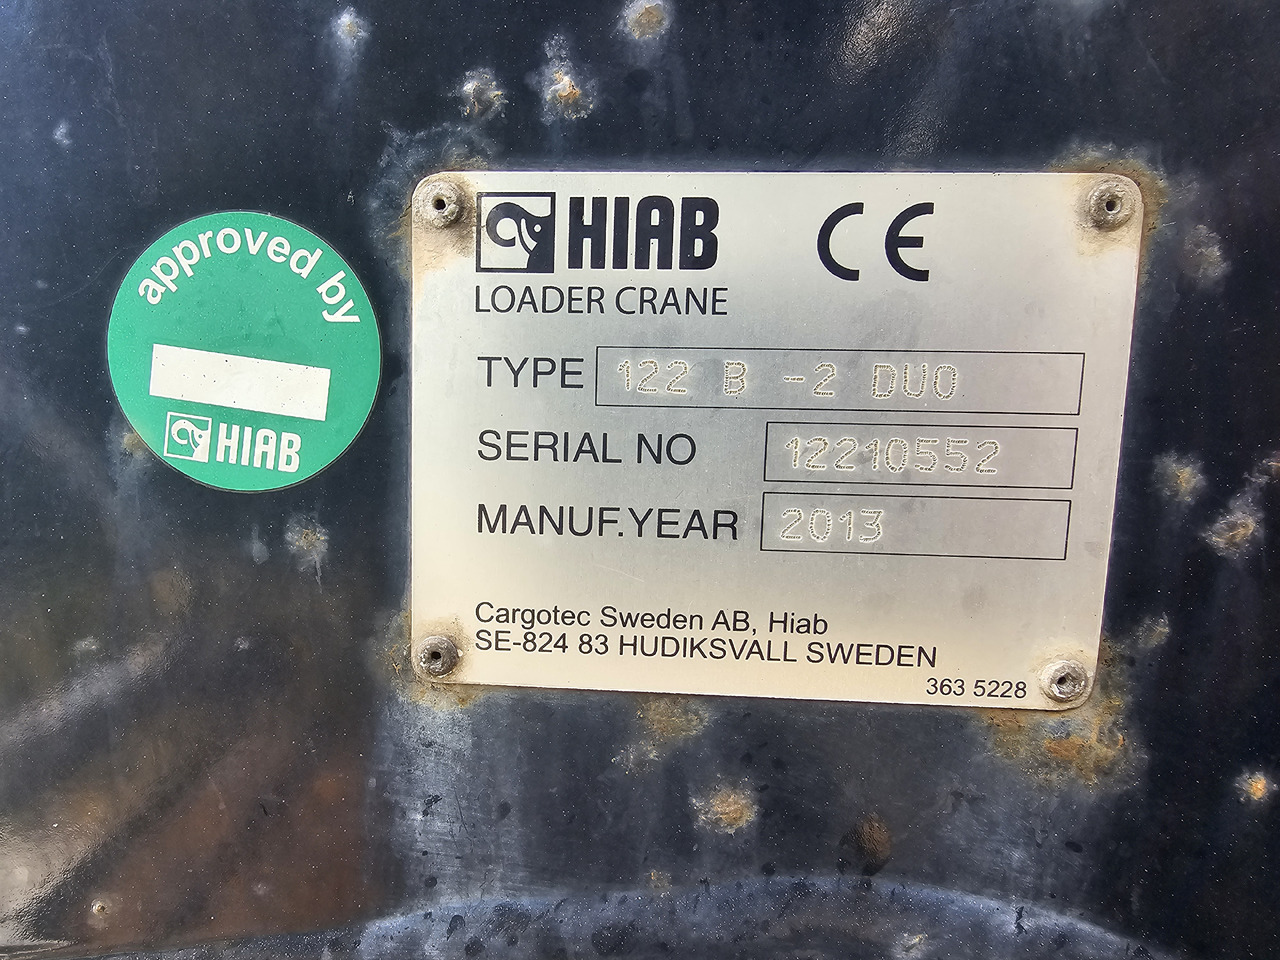 approved by
HIAB
HIAB CE
LOADER CRANE
TYPE 122 B -2 DUO
SERIAL NO 12210552
MANUF.YEAR 2013
Cargotec Sweden AB, Hiab
SE-824 83 HUDIKSVALL SWEDEN
363 5228